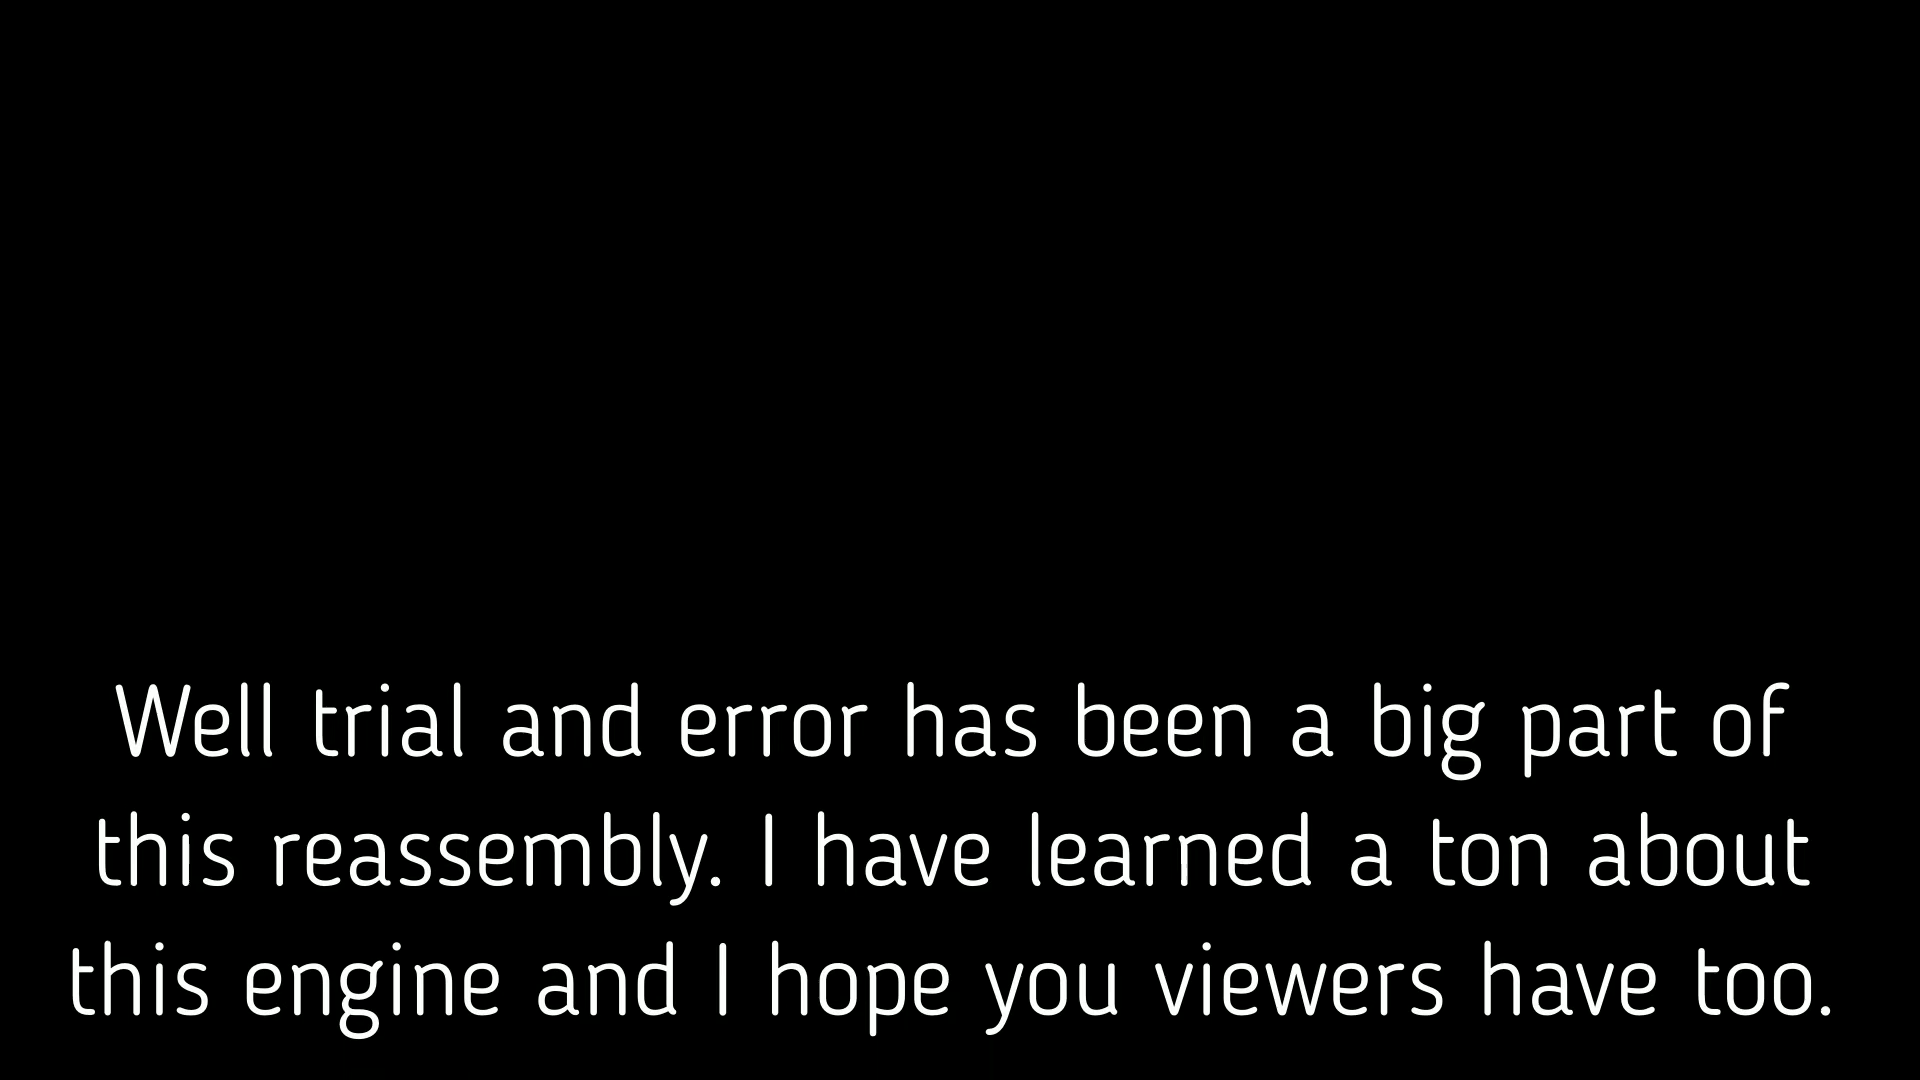 Well trial and error has been a big part of
this reassembly. I have learned a ton about
this engine and I hope you viewers have too.